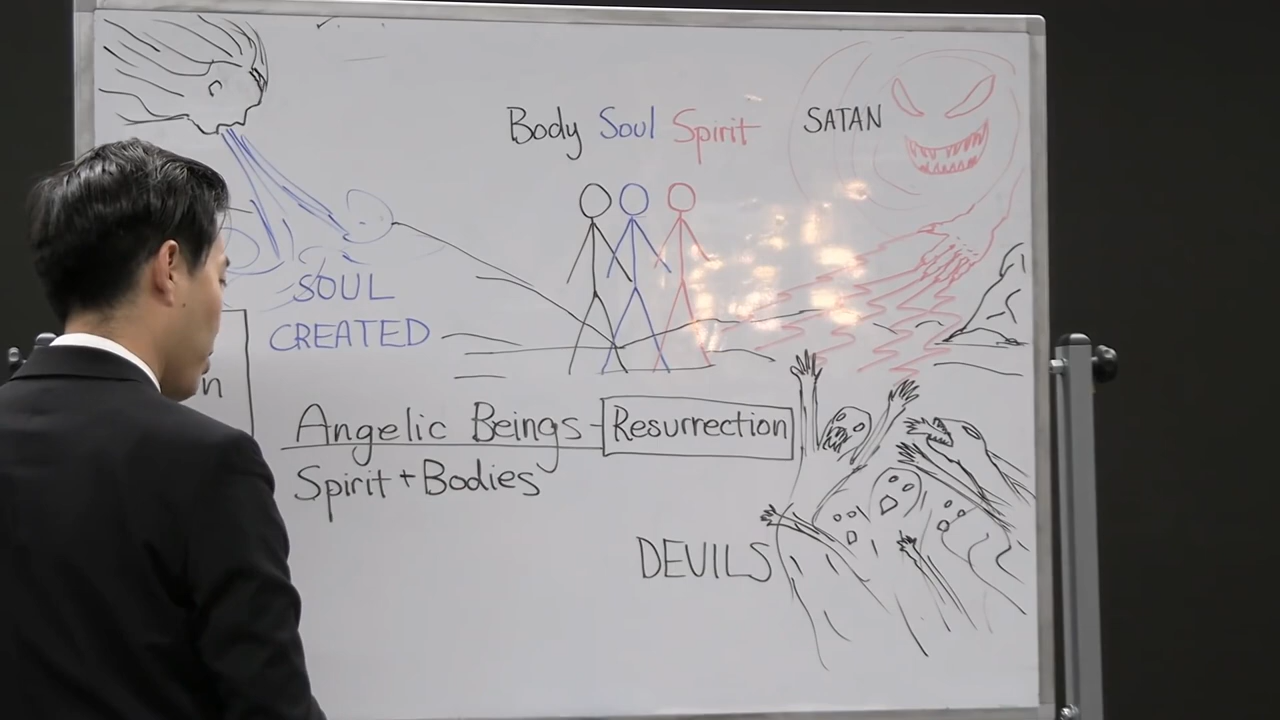 Body Soul Spirit
SATAN
SOUL
CREATED
Angelic Beings - Resurrection
Spirit + Bodies
DEVILS